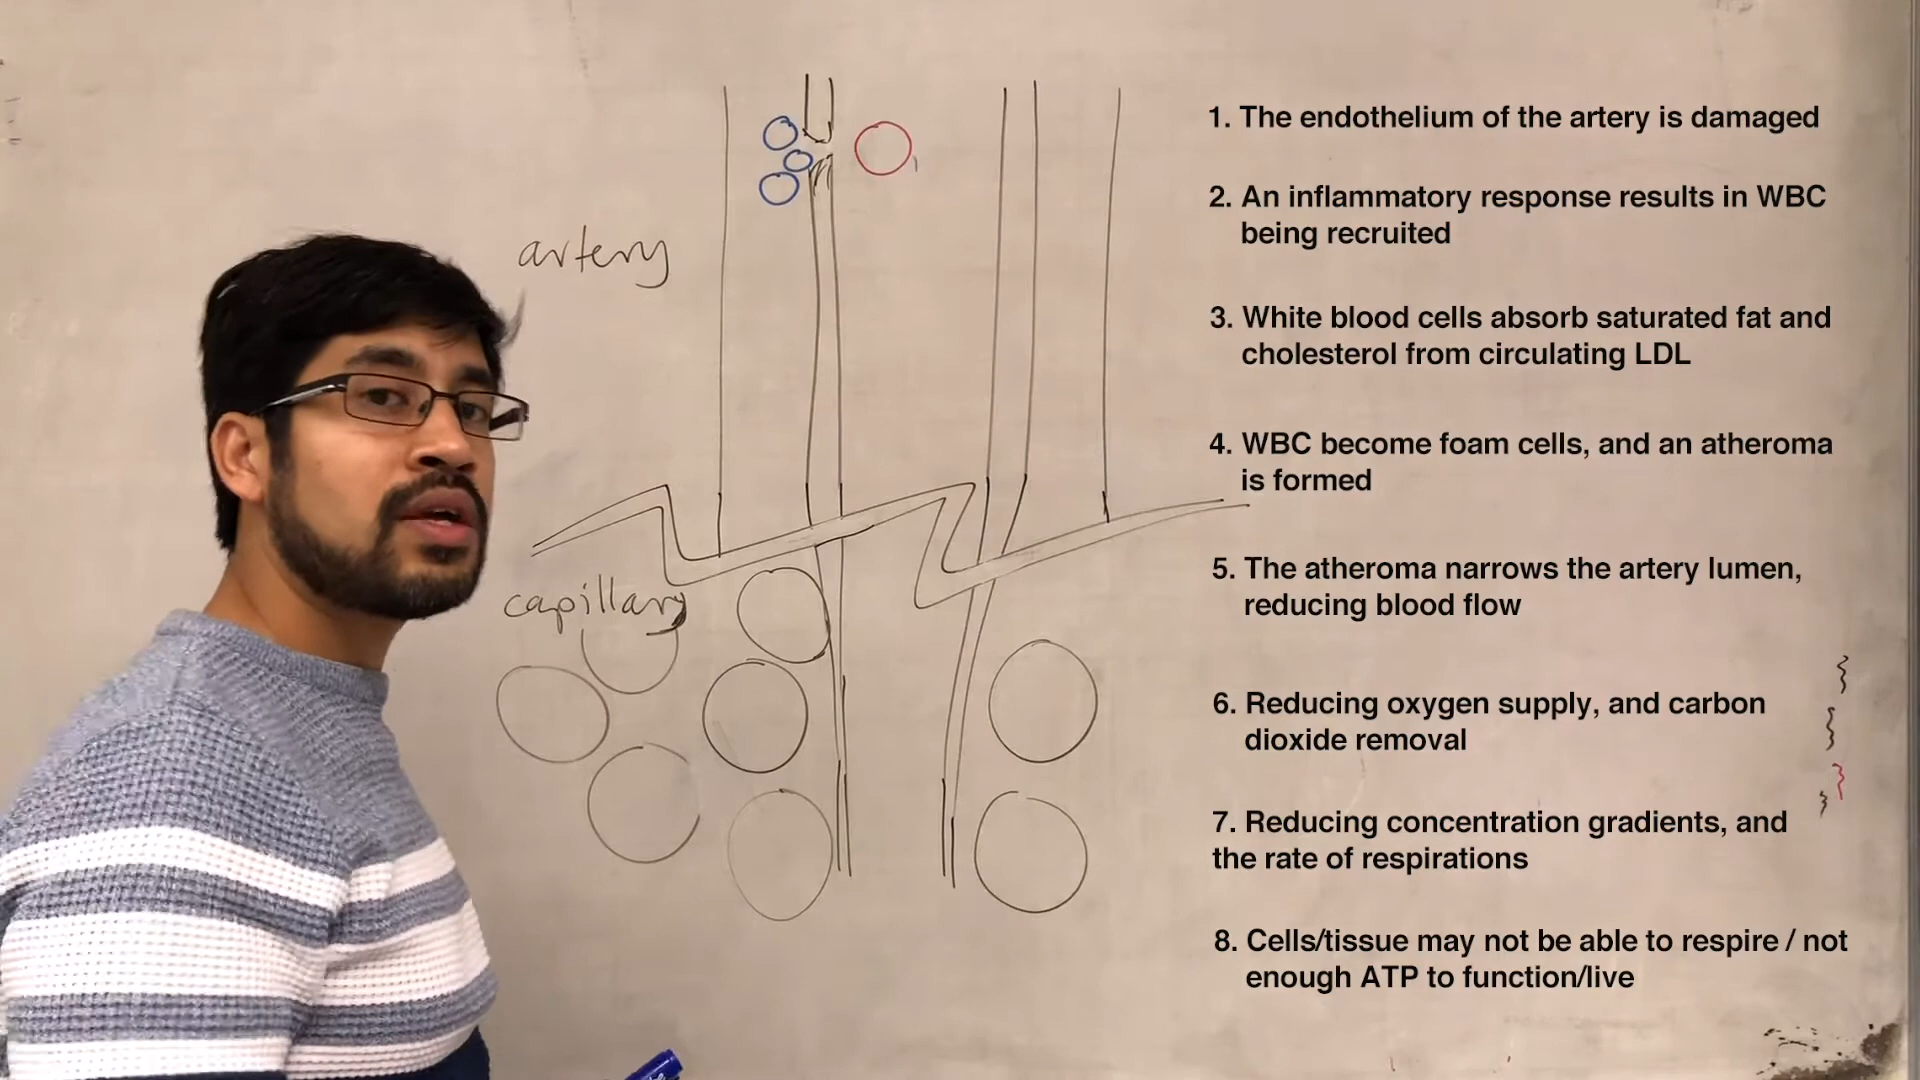 artery
capillary
1. The endothelium of the artery is damaged
2. An inflammatory response results in WBC
being recruited
3. White blood cells absorb saturated fat and
cholesterol from circulating LDL
4. WBC become foam cells, and an atheroma
is formed
5. The atheroma narrows the artery lumen,
reducing blood flow
6. Reducing oxygen supply, and carbon
dioxide removal
7. Reducing concentration gradients, and
the rate of respirations
8. Cells/tissue may not be able to respire / not
enough ATP to function/live